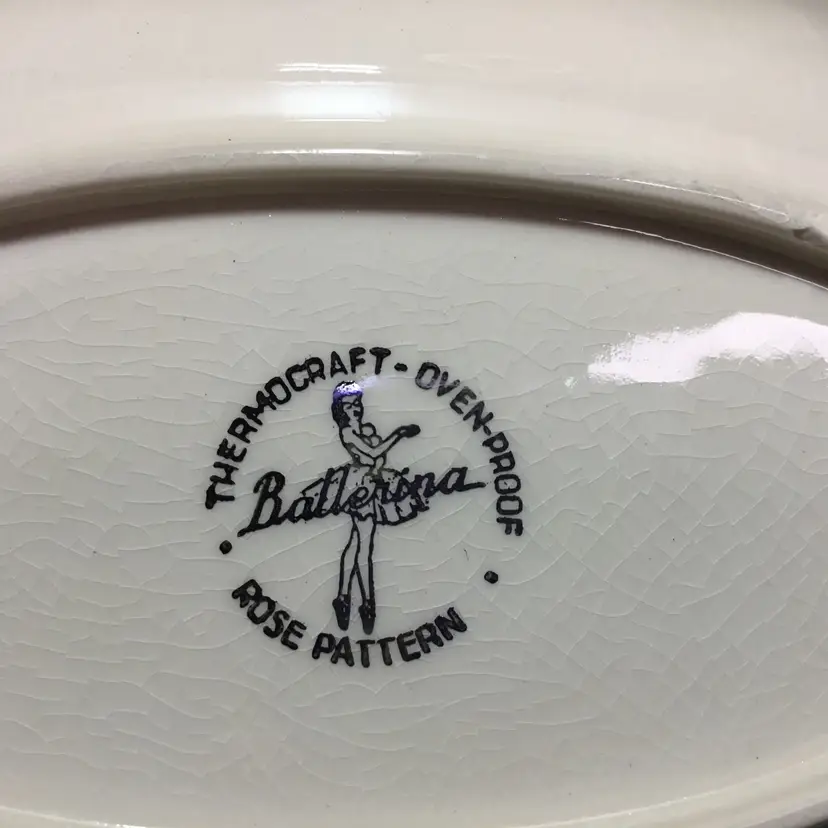 THERMOCRAFT - OVEN-PROOF
Ballerina
ROSE PATTERN